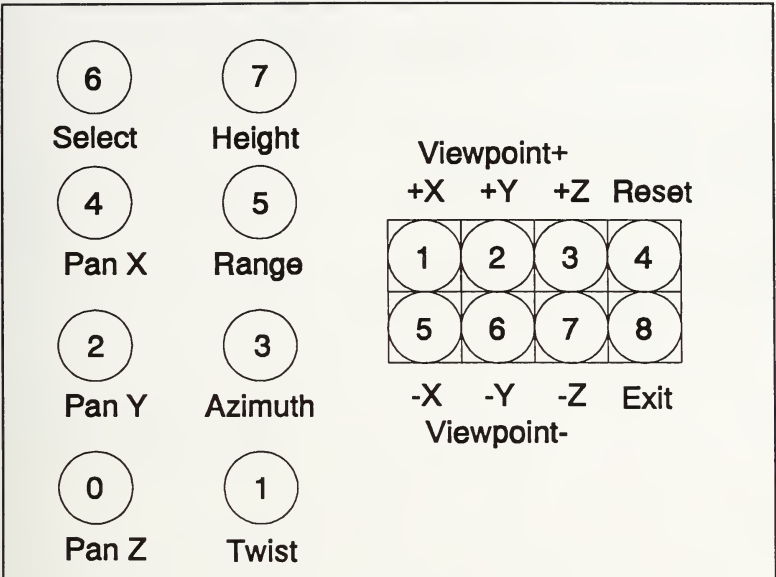 6 7
Select Height
4 5
Pan X Range
2 3
Pan Y Azimuth
0 1
Pan Z Twist
Viewpoint+
+X +Y +Z Reset
1 2 3 4
5 6 7 8
-X -Y -Z Exit
Viewpoint-